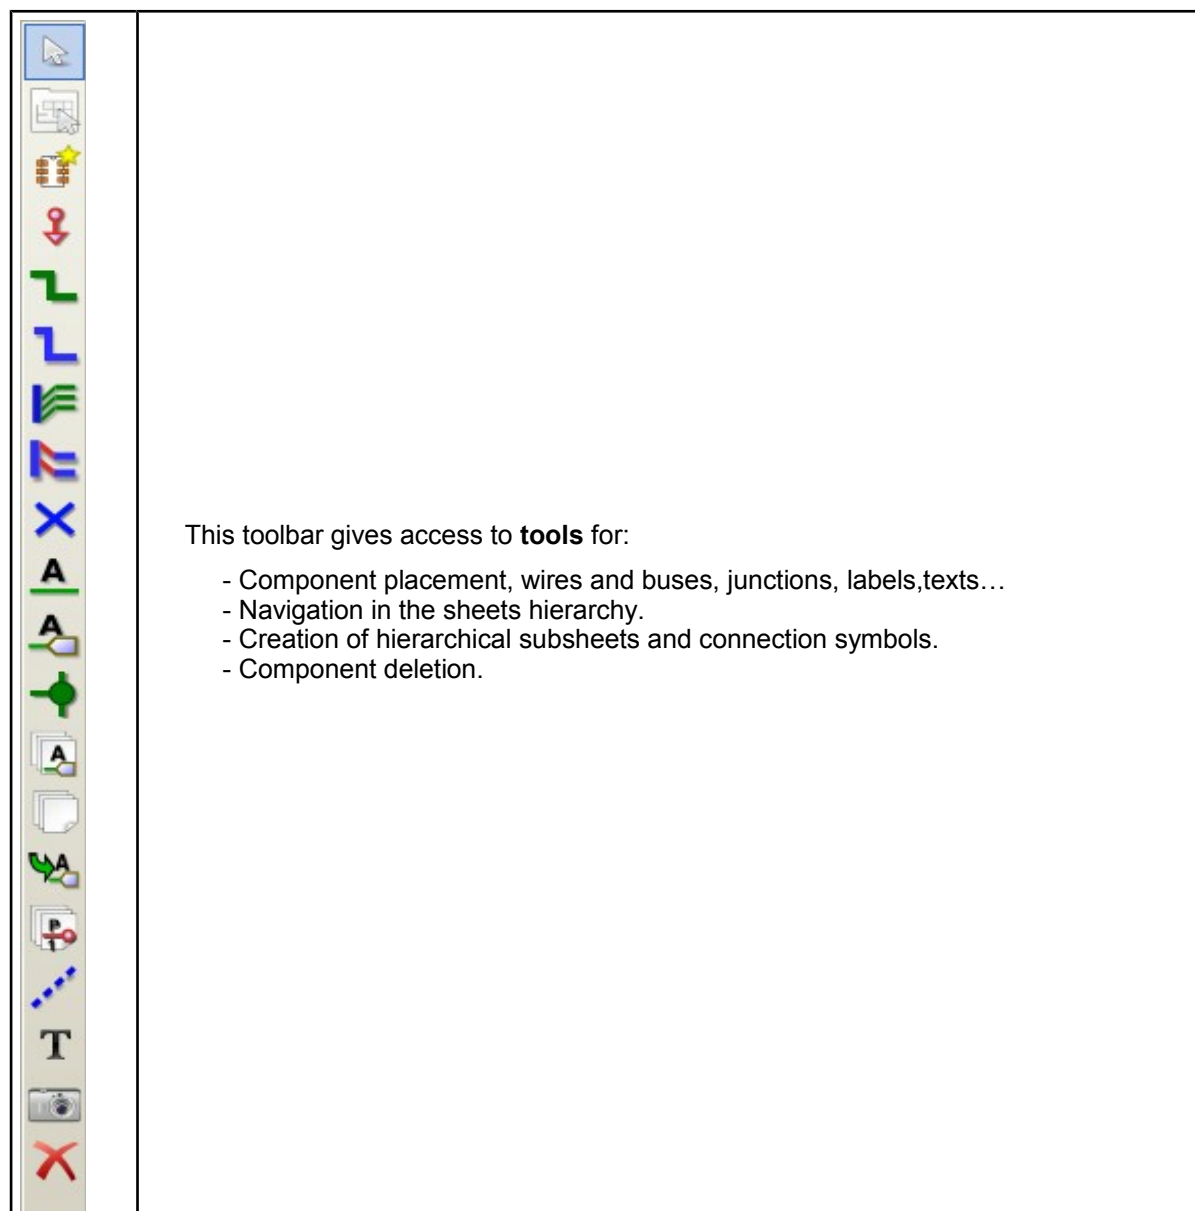 A
A
A
A
P
1
T
This toolbar gives access to tools for:
- Component placement, wires and buses, junctions, labels,texts…
- Navigation in the sheets hierarchy.
- Creation of hierarchical subsheets and connection symbols.
- Component deletion.